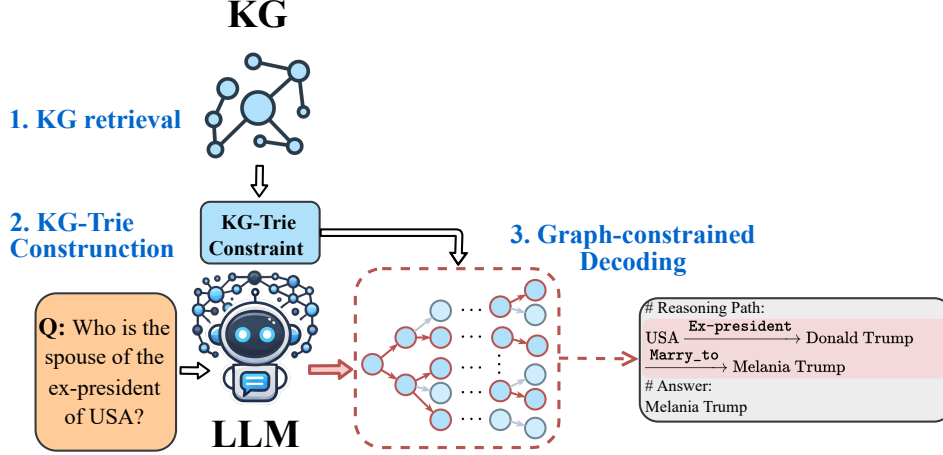 KG
1. KG retrieval
2. KG-Trie
Construnction
KG-Trie
Constraint
3. Graph-constrained
Decoding
Q: Who is the
spouse of the
ex-president
of USA?
LLM
# Reasoning Path:
USA Ex-president Donald Trump
Marry_to Melania Trump
# Answer:
Melania Trump